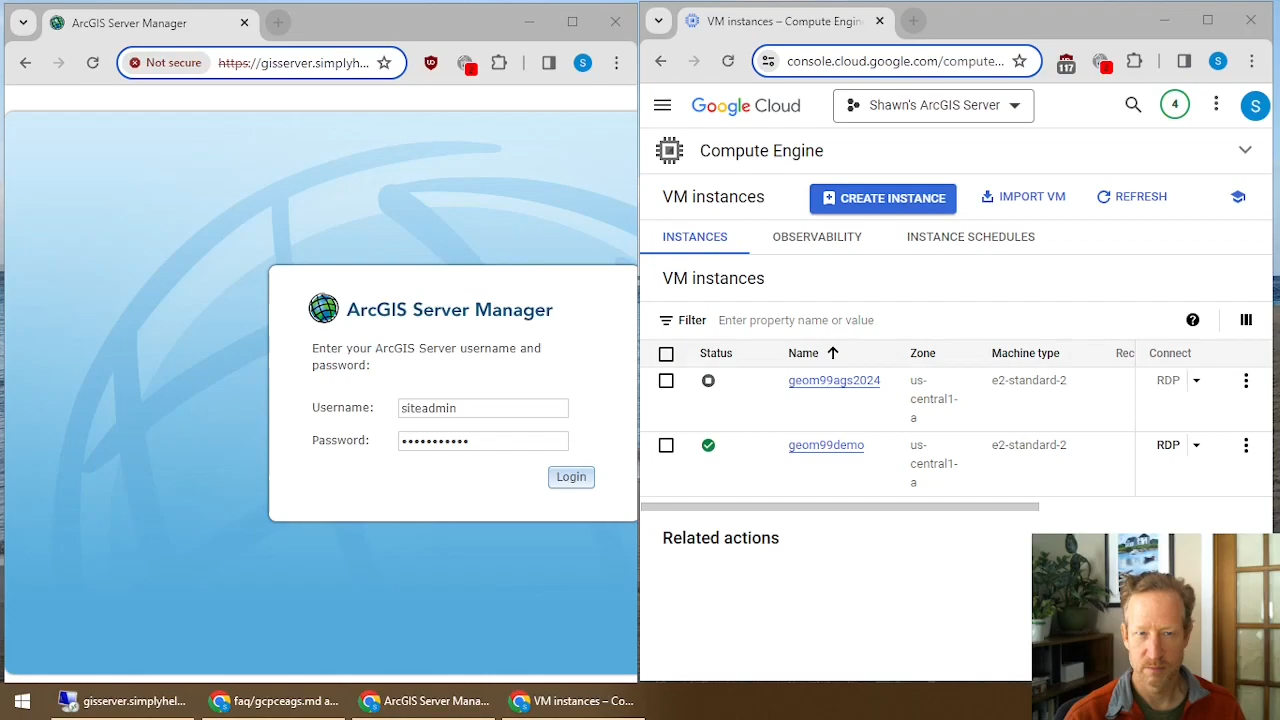 ArcGIS Server Manager
Not secure
https://gisserver.simplyh...
S
ArcGIS Server Manager
Enter your ArcGIS Server username and
password:
Username:
siteadmin
Password:
•••••••••••
Login
VM instances – Compute Engin
console.cloud.google.com/compute...
117
S
Google Cloud
Shawn's ArcGIS Server
4
S
Compute Engine
VM instances
CREATE INSTANCE
IMPORT VM
REFRESH
INSTANCES
OBSERVABILITY
INSTANCE SCHEDULES
VM instances
Filter
Enter property name or value
Status
Name
Zone
Machine type
Rec
Connect
geom99ags2024
us-
central1-
a
e2-standard-2
RDP
geom99demo
us-
central1-
a
e2-standard-2
RDP
Related actions
gisserver.simplyhel...
faq/gcpceags.md a...
ArcGIS Server Mana...
VM instances – Co...